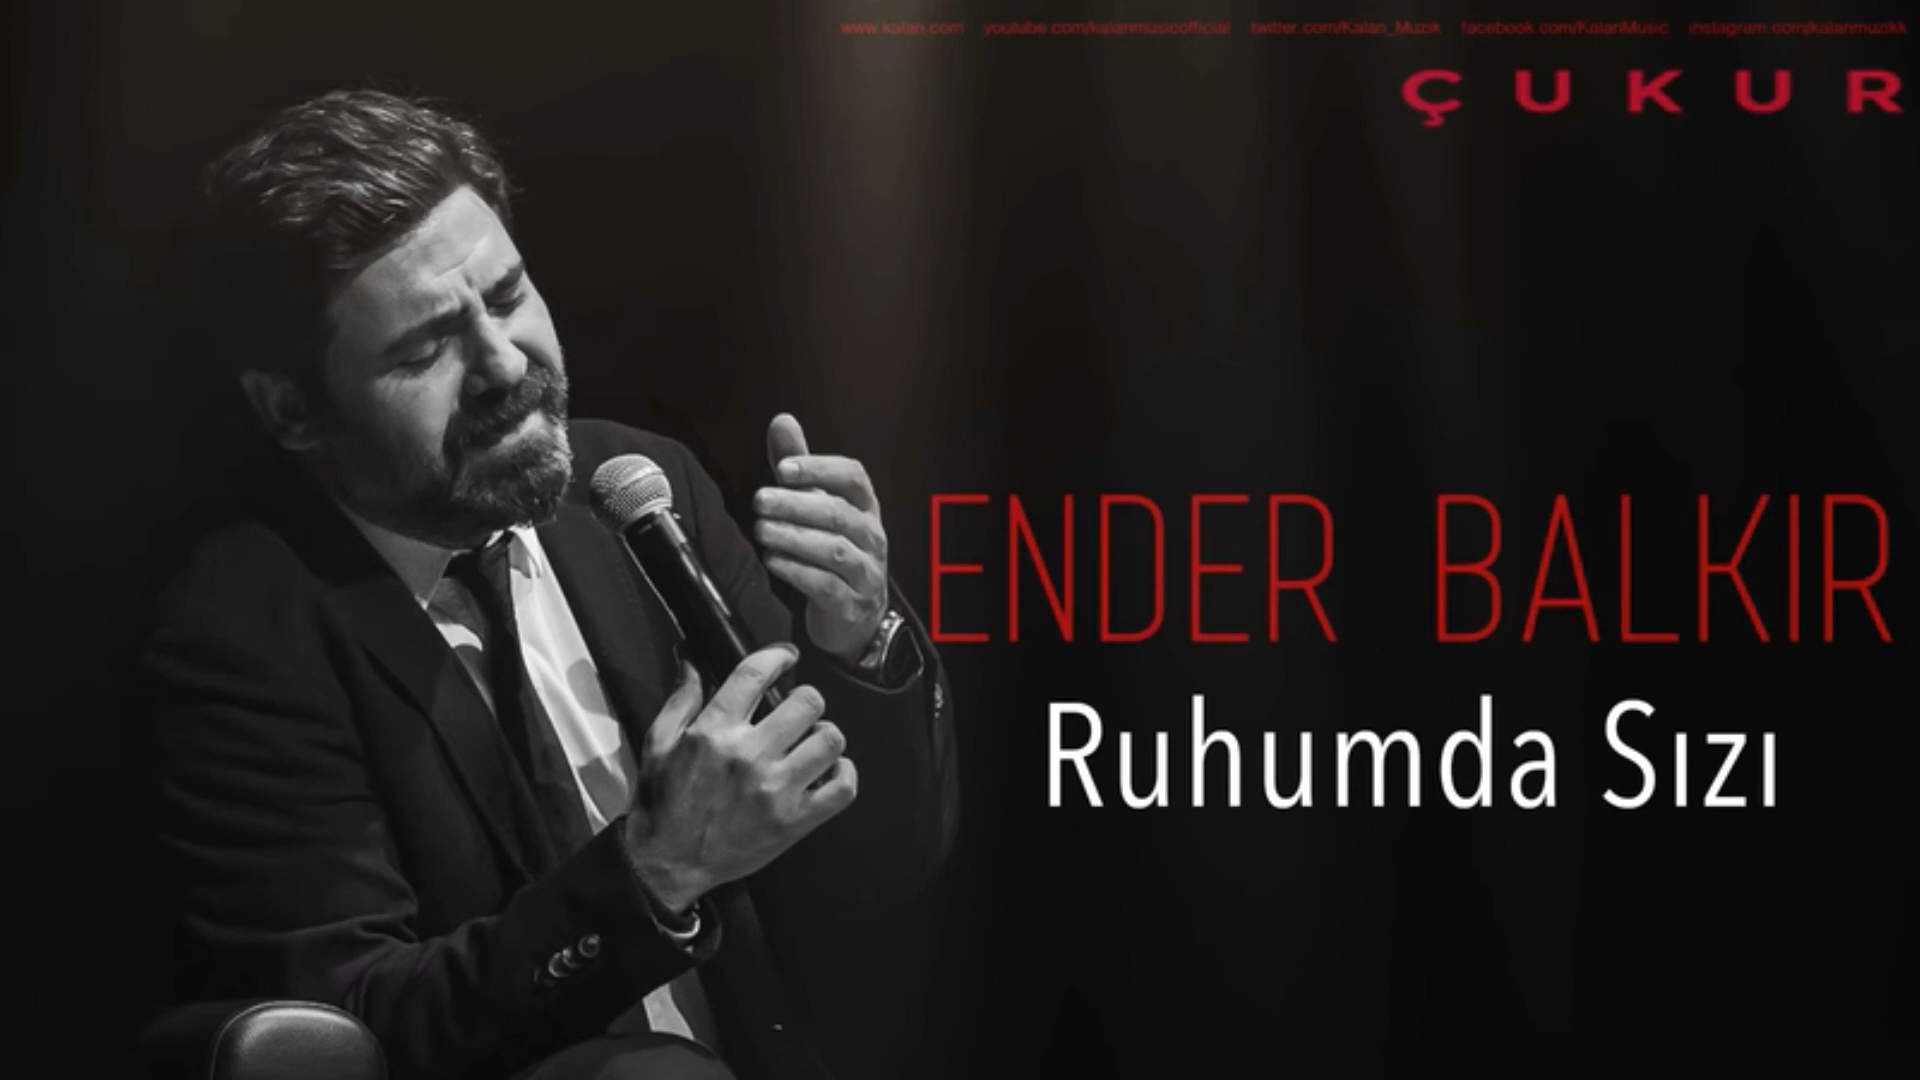 www.kalan.com youtube.com/kalanmusicofficial twitter.com/Kalan_Muzik facebook.com/KalanMusic instagram.com/kalanmuzikk
ÇUKUR
ENDER BALKIR
Ruhumda Sızı